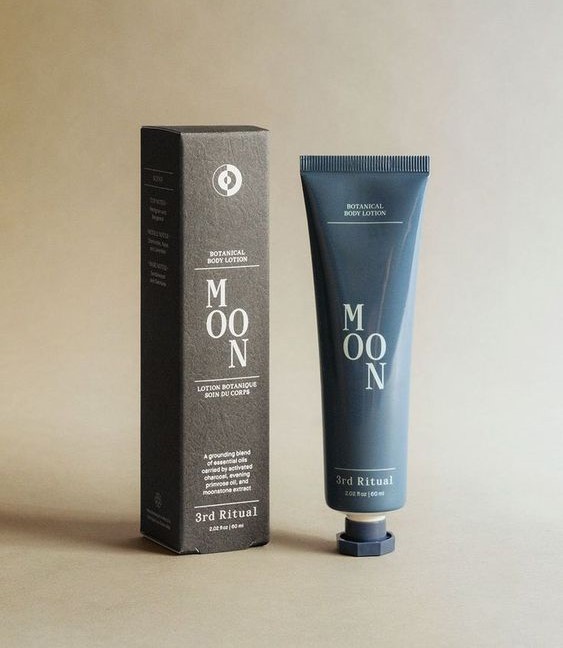 BOTANICAL
BODY LOTION
M
OO
N
LOTION BOTANIQUE
SOIN DU CORPS
A grounding blend
of essential oils
carried by activated
charcoal, evening
primrose oil, and
moonstone extract
3rd Ritual
2.02 fl oz | 60 ml
BOTANICAL
BODY LOTION
M
OO
N
3rd Ritual
2.02 fl oz | 60 ml